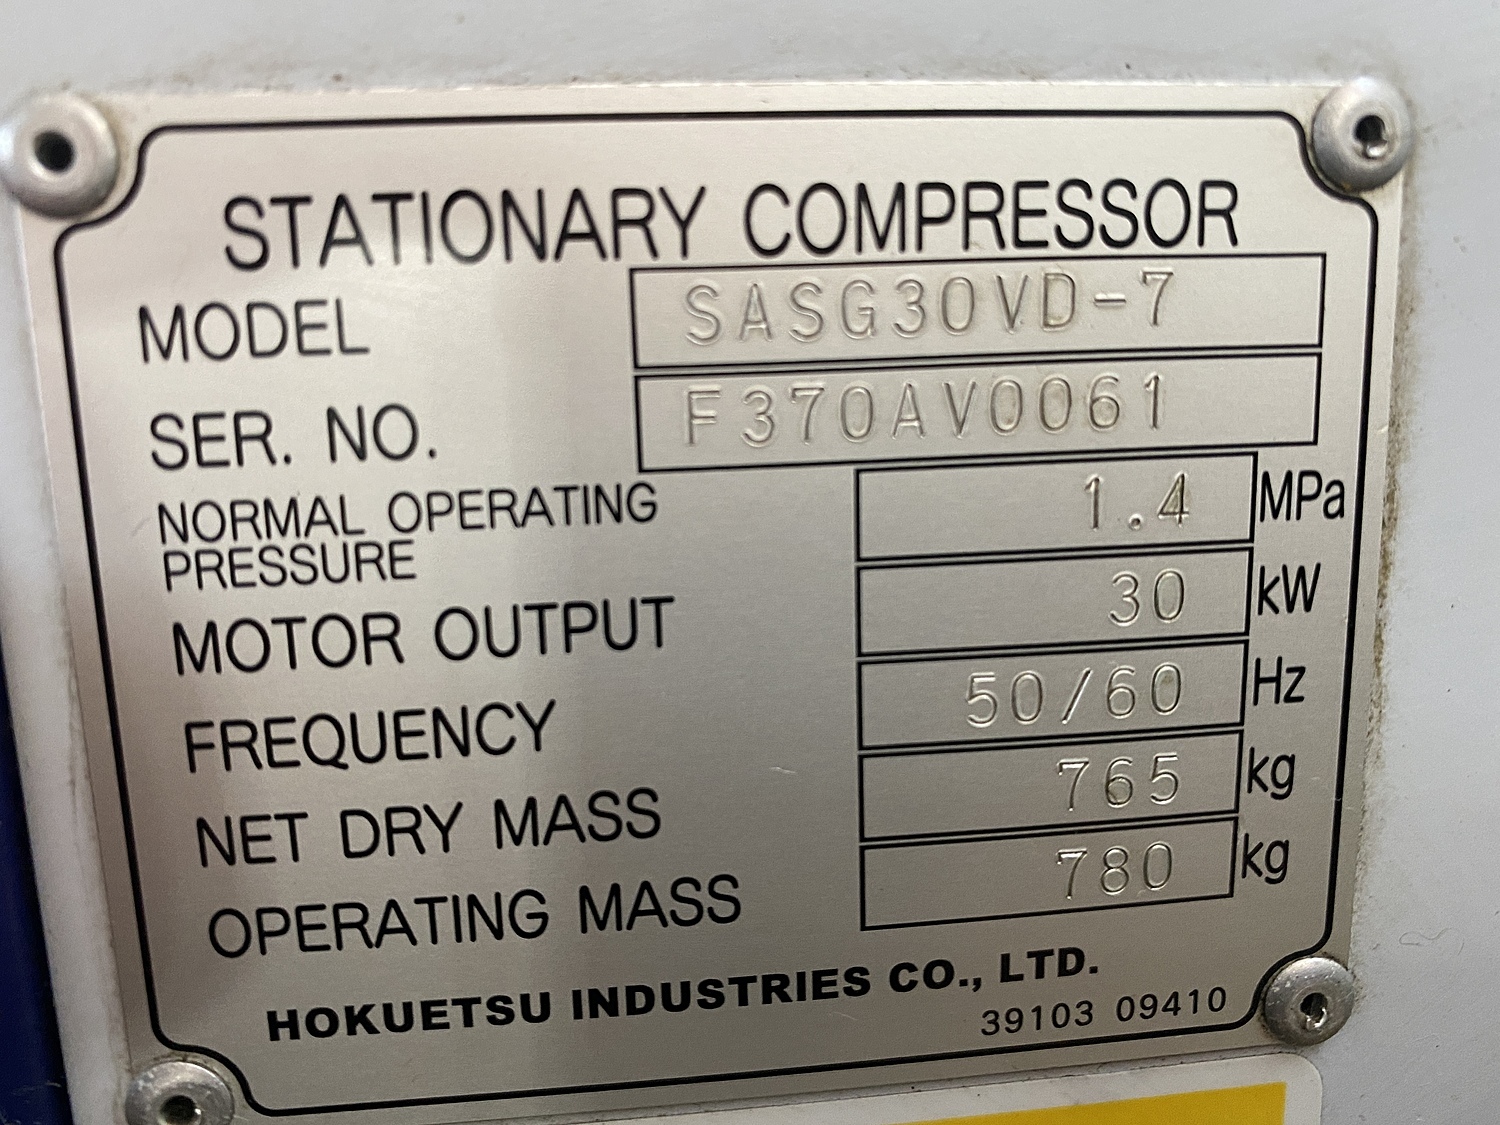 STATIONARY COMPRESSOR
MODEL SASG30VD-7
SER. NO. F370AV0061
NORMAL OPERATING
PRESSURE 1.4 MPa
MOTOR OUTPUT 30 kW
FREQUENCY 50/60 Hz
NET DRY MASS 765 kg
OPERATING MASS 780 kg
HOKUETSU INDUSTRIES CO., LTD.
39103 09410